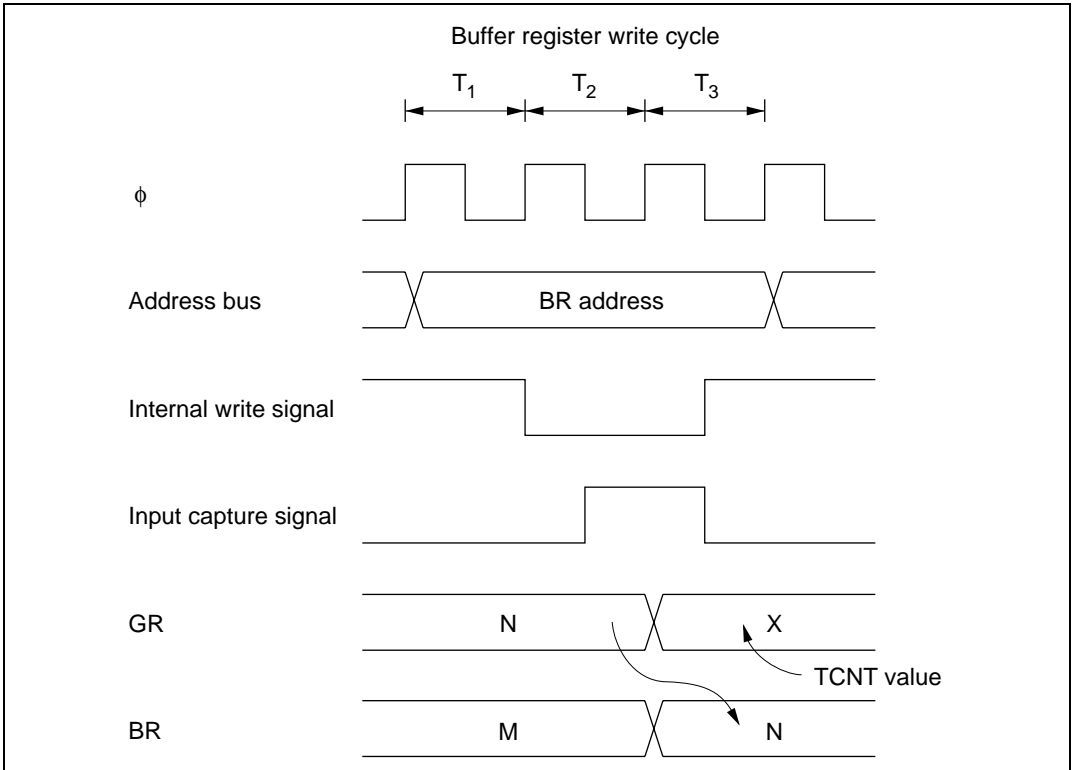 Buffer register write cycle
T1 T2 T3
ϕ
Address bus BR address
Internal write signal
Input capture signal
GR N X
TCNT value
BR M N